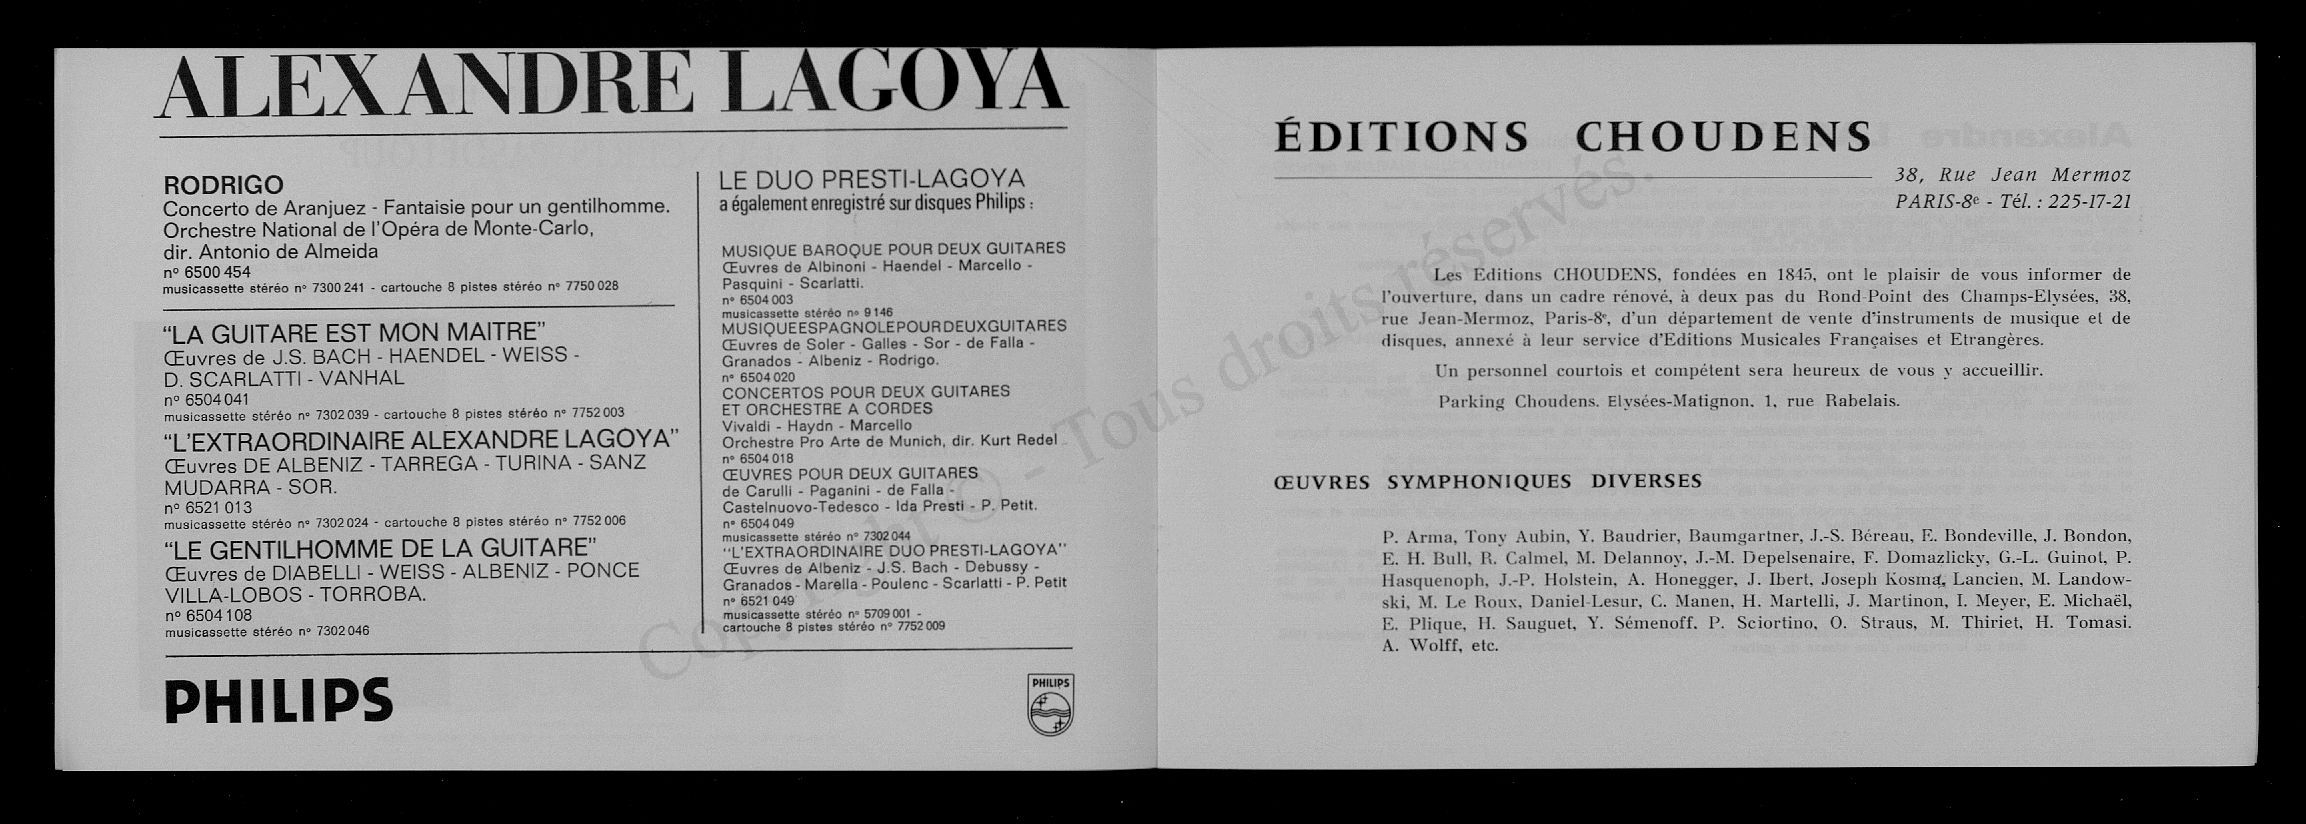 ALEXANDRE LAGOYA
RODRIGO
Concerto de Aranjuez - Fantaisie pour un gentilhomme.
Orchestre National de l'Opéra de Monte-Carlo,
dir. Antonio de Almeida
nº 6500 454
musicassette stéréo nº 7300 241 - cartouche 8 pistes stéréo nº 7750 028
"LA GUITARE EST MON MAITRE"
Œuvres de J.S. BACH - HAENDEL - WEISS -
D. SCARLATTI - VANHAL
nº 6504 041
musicassette stéréo nº 7302 039 - cartouche 8 pistes stéréo nº 7752 003
"L'EXTRAORDINAIRE ALEXANDRE LAGOYA"
Œuvres DE ALBENIZ - TARREGA - TURINA - SANZ
MUDARRA - SOR.
nº 6521 013
musicassette stéréo nº 7302 024 - cartouche 8 pistes stéréo nº 7752 006
"LE GENTILHOMME DE LA GUITARE"
Œuvres de DIABELLI - WEISS - ALBENIZ - PONCE
VILLA-LOBOS - TORROBA.
nº 6504 108
musicassette stéréo nº 7302 046
LE DUO PRESTI-LAGOYA
a également enregistré sur disques Philips :
MUSIQUE BAROQUE POUR DEUX GUITARES
Œuvres de Albinoni - Haendel - Marcello -
Pasquini - Scarlatti.
nº 6504 003
musicassette stéréo nº 9 146
MUSIQUE ESPAGNOLE POUR DEUX GUITARES
Œuvres de Soler - Galles - Sor - de Falla -
Granados - Albeniz - Rodrigo.
nº 6504 020
CONCERTOS POUR DEUX GUITARES
ET ORCHESTRE A CORDES
Vivaldi - Haydn - Marcello
Orchestre Pro Arte de Munich, dir. Kurt Redel
nº 6504 018
ŒUVRES POUR DEUX GUITARES
de Carulli - Paganini - de Falla -
Castelnuovo-Tedesco - Ida Presti - P. Petit.
nº 6504 049
musicassette stéréo nº 7302 044
"L'EXTRAORDINAIRE DUO PRESTI-LAGOYA"
Œuvres de Albeniz - J.S. Bach - Debussy -
Granados - Marella - Poulenc - Scarlatti - P. Petit
nº 6521 049
musicassette stéréo nº 5709 001 -
cartouche 8 pistes stéréo nº 7752 009
PHILIPS
PHILIPS
ÉDITIONS CHOUDENS
38, Rue Jean Mermoz
PARIS-8e - Tél. : 225-17-21
Les Editions CHOUDENS, fondées en 1845, ont le plaisir de vous informer de
l'ouverture, dans un cadre rénové, à deux pas du Rond-Point des Champs-Elysées, 38,
rue Jean-Mermoz, Paris-8e, d'un département de vente d'instruments de musique et de
disques, annexé à leur service d'Editions Musicales Françaises et Etrangères.
Un personnel courtois et compétent sera heureux de vous y accueillir.
Parking Choudens. Elysées-Matignon. 1, rue Rabelais.
ŒUVRES SYMPHONIQUES DIVERSES
P. Arma, Tony Aubin, Y. Baudrier, Baumgartner, J.-S. Béreau, E. Bondeville, J. Bondon,
E. H. Bull, R. Calmel, M. Delannoy, J.-M. Depelsenaire, F. Domazlicky, G.-L. Guinot, P.
Hasquenoph, J.-P. Holstein, A. Honegger, J. Ibert, Joseph Kosma, Lancien, M. Landow-
ski, M. Le Roux, Daniel-Lesur, C. Manen, H. Martelli, J. Martinon, I. Meyer, E. Michaël,
E. Plique, H. Sauguet, Y. Sémenoff, P. Sciortino, O. Straus, M. Thiriet, H. Tomasi.
A. Wolff, etc.
Copyright © - Tous droits réservés.